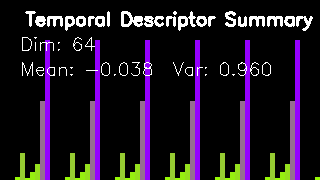 Temporal Descriptor Summary
Dim: 64
Mean: -0.038 Var: 0.960